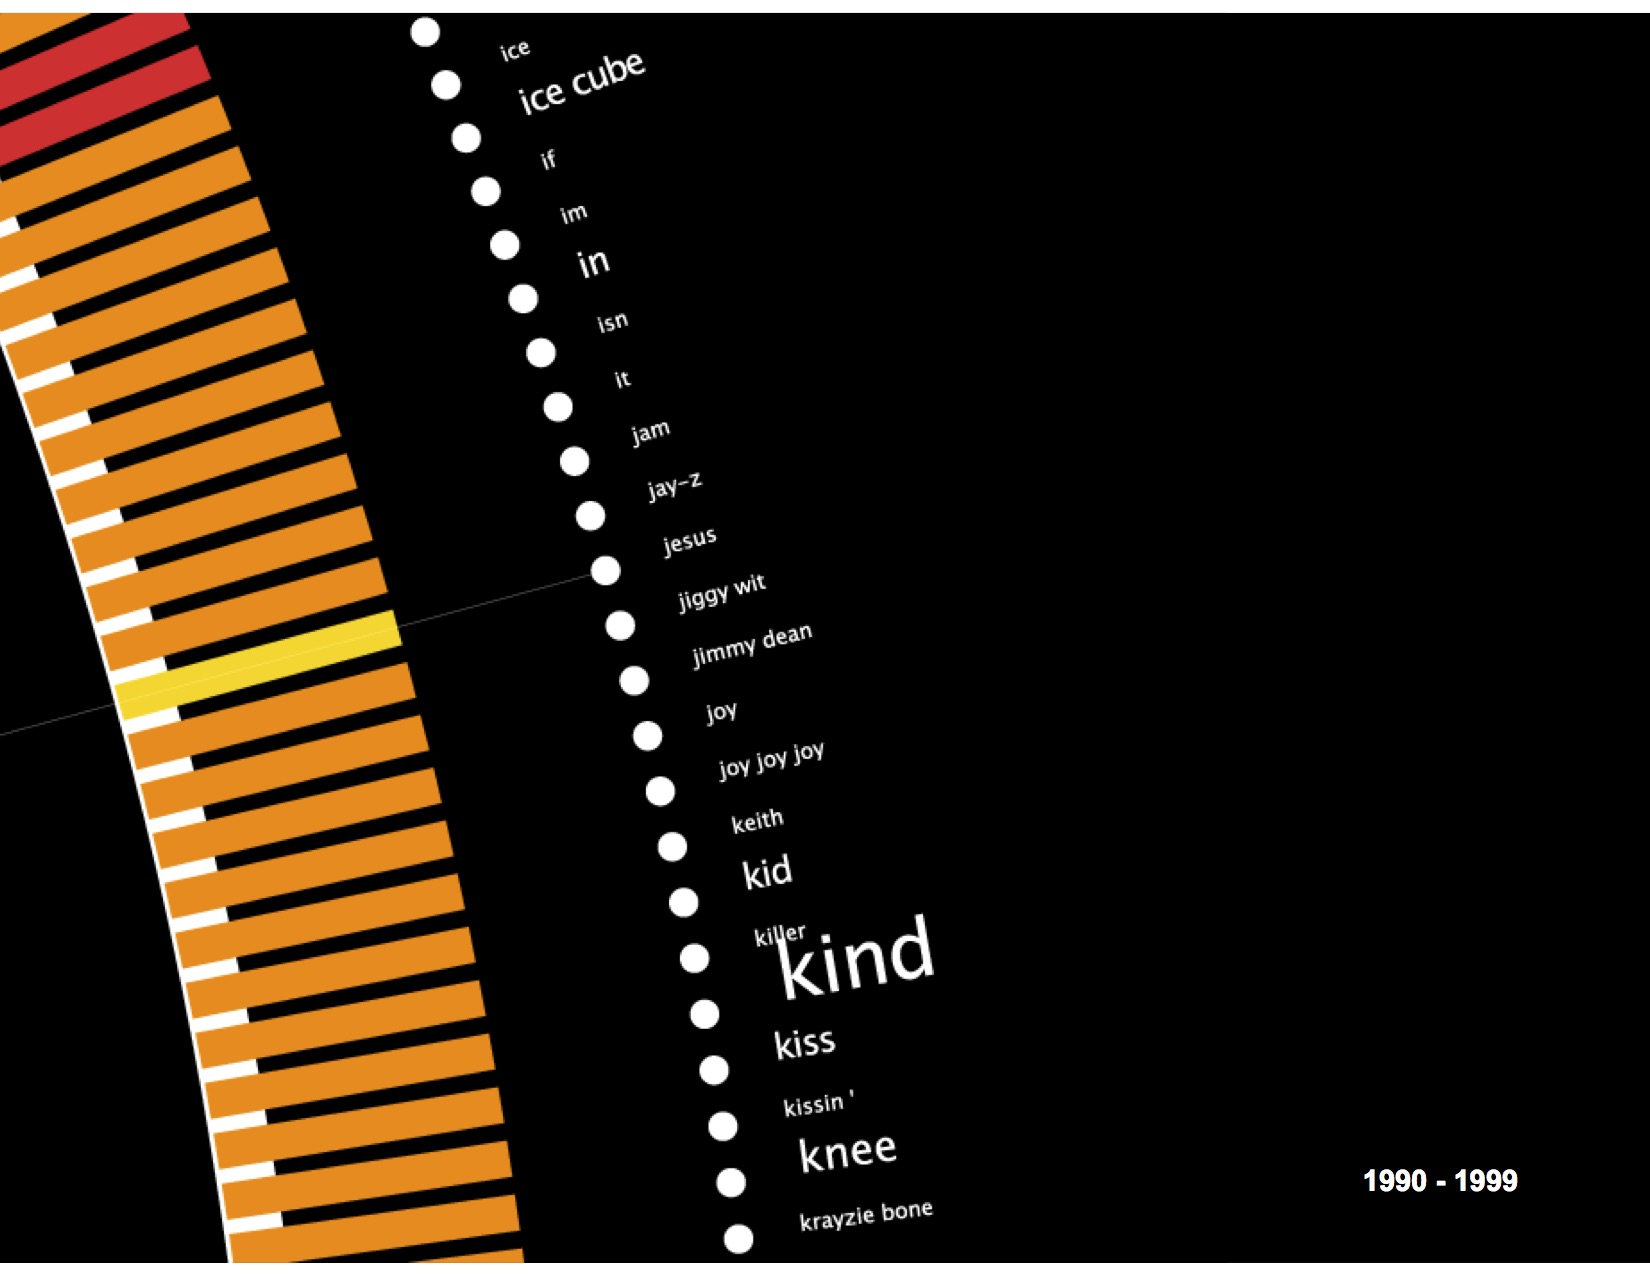 ice
ice cube
if
im
in
isn
it
jam
jay-z
jesus
jiggy wit
jimmy dean
joy
joy joy joy
keith
kid
killer
kind
kiss
kissin '
knee
krayzie bone
1990 - 1999